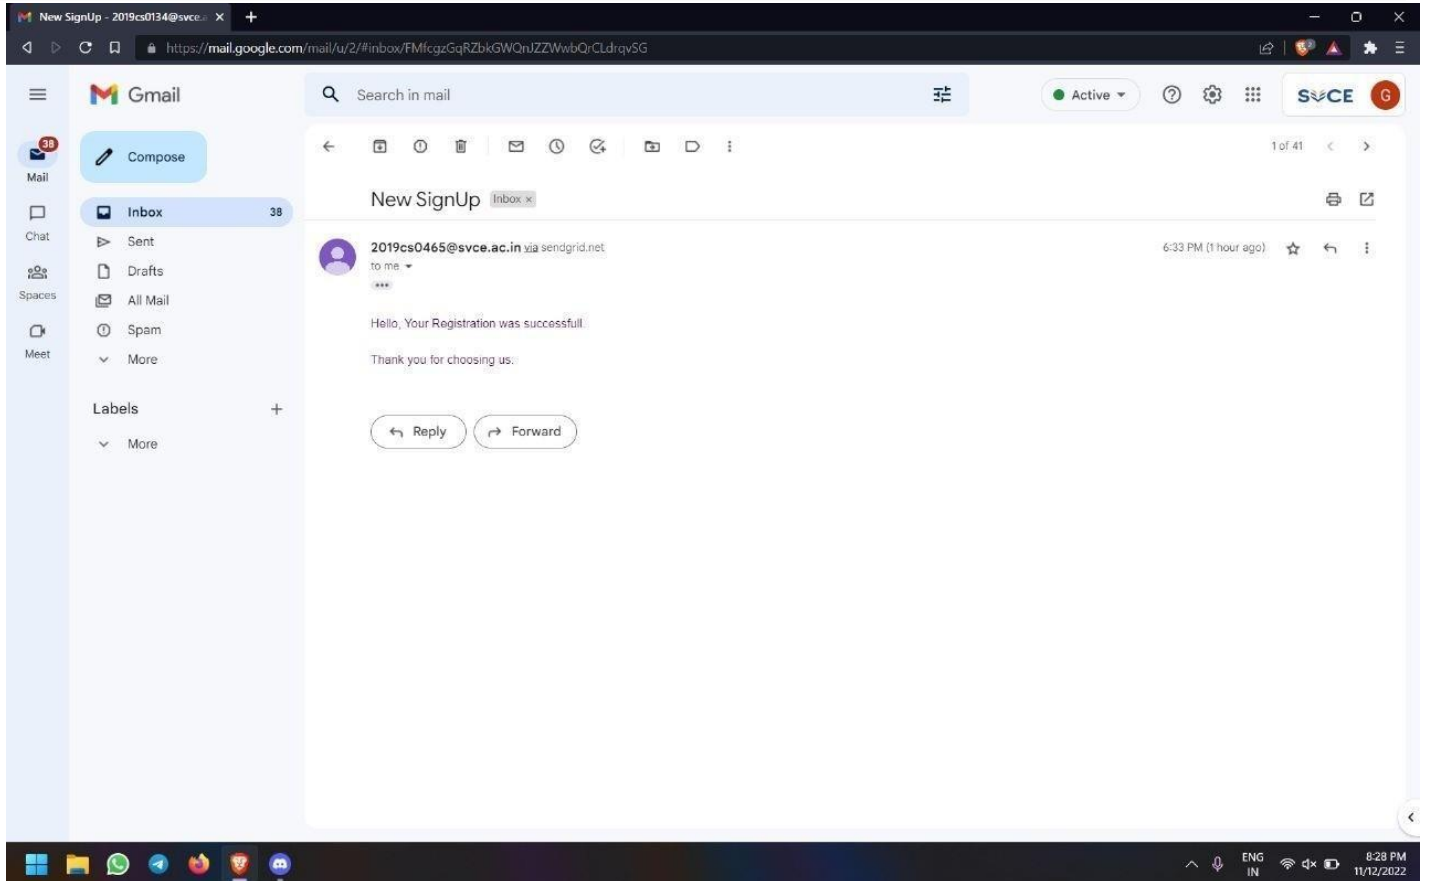 New SignUp - 2019cs0134@svce.a
https://mail.google.com/mail/u/2/#inbox/FMfcgzGqRZbkGWQnJZZWwbQrCLdrqvSG
Gmail
Search in mail
Active
SVCE
G
38
Mail
Compose
1 of 41
New SignUp Inbox ×
Inbox 38
Chat
Sent
2019cs0465@svce.ac.in via sendgrid.net
6:33 PM (1 hour ago)
to me
Drafts
Spaces
All Mail
Spam
Hello, Your Registration was successfull.
Meet
More
Thank you for choosing us.
Labels
More
Reply
Forward
ENG
IN
8:28 PM
11/12/2022